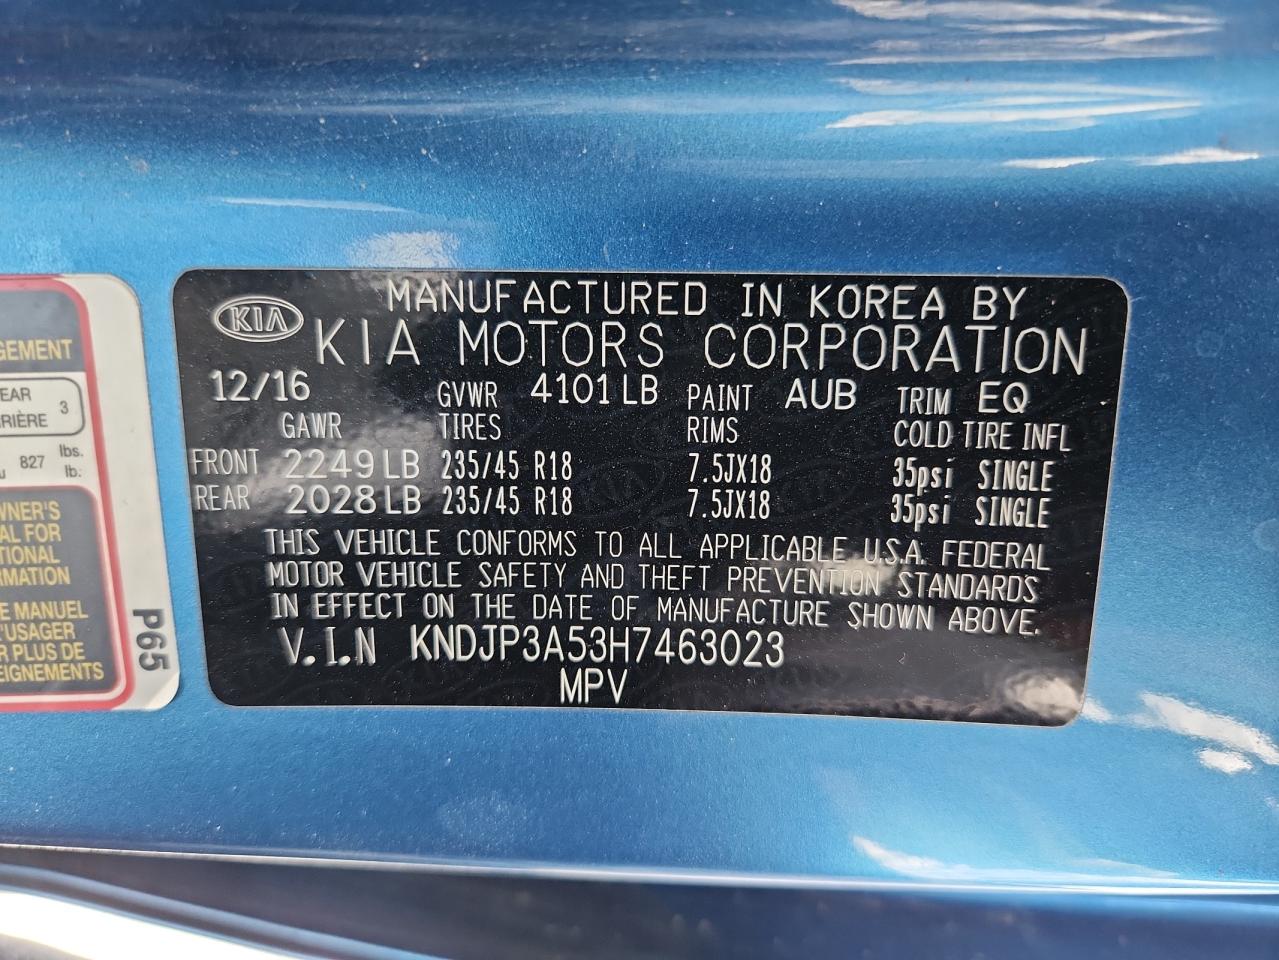 GEMENT
EAR
RIÈRE 3
827 lbs.
lb.
WNER'S
AL FOR
TIONAL
RMATION
E MANUEL
'USAGER
R PLUS DE
EIGNEMENTS
P65
KIA
MANUFACTURED IN KOREA BY
KIA MOTORS CORPORATION
12/16 GVWR 4101 LB PAINT AUB TRIM EQ
GAWR TIRES RIMS COLD TIRE INFL
FRONT 2249 LB 235/45 R18 7.5JX18 35psi SINGLE
REAR 2028 LB 235/45 R18 7.5JX18 35psi SINGLE
THIS VEHICLE CONFORMS TO ALL APPLICABLE U.S.A. FEDERAL
MOTOR VEHICLE SAFETY AND THEFT PREVENTION STANDARDS
IN EFFECT ON THE DATE OF MANUFACTURE SHOWN ABOVE.
V.I.N KNDJP3A53H7463023
MPV